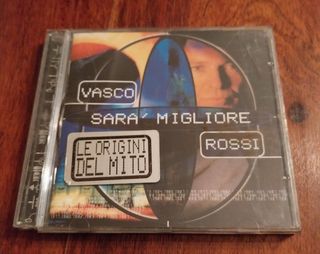 VASCO
SARA' MIGLIORE
LE ORIGINI
DEL MITO
ROSSI